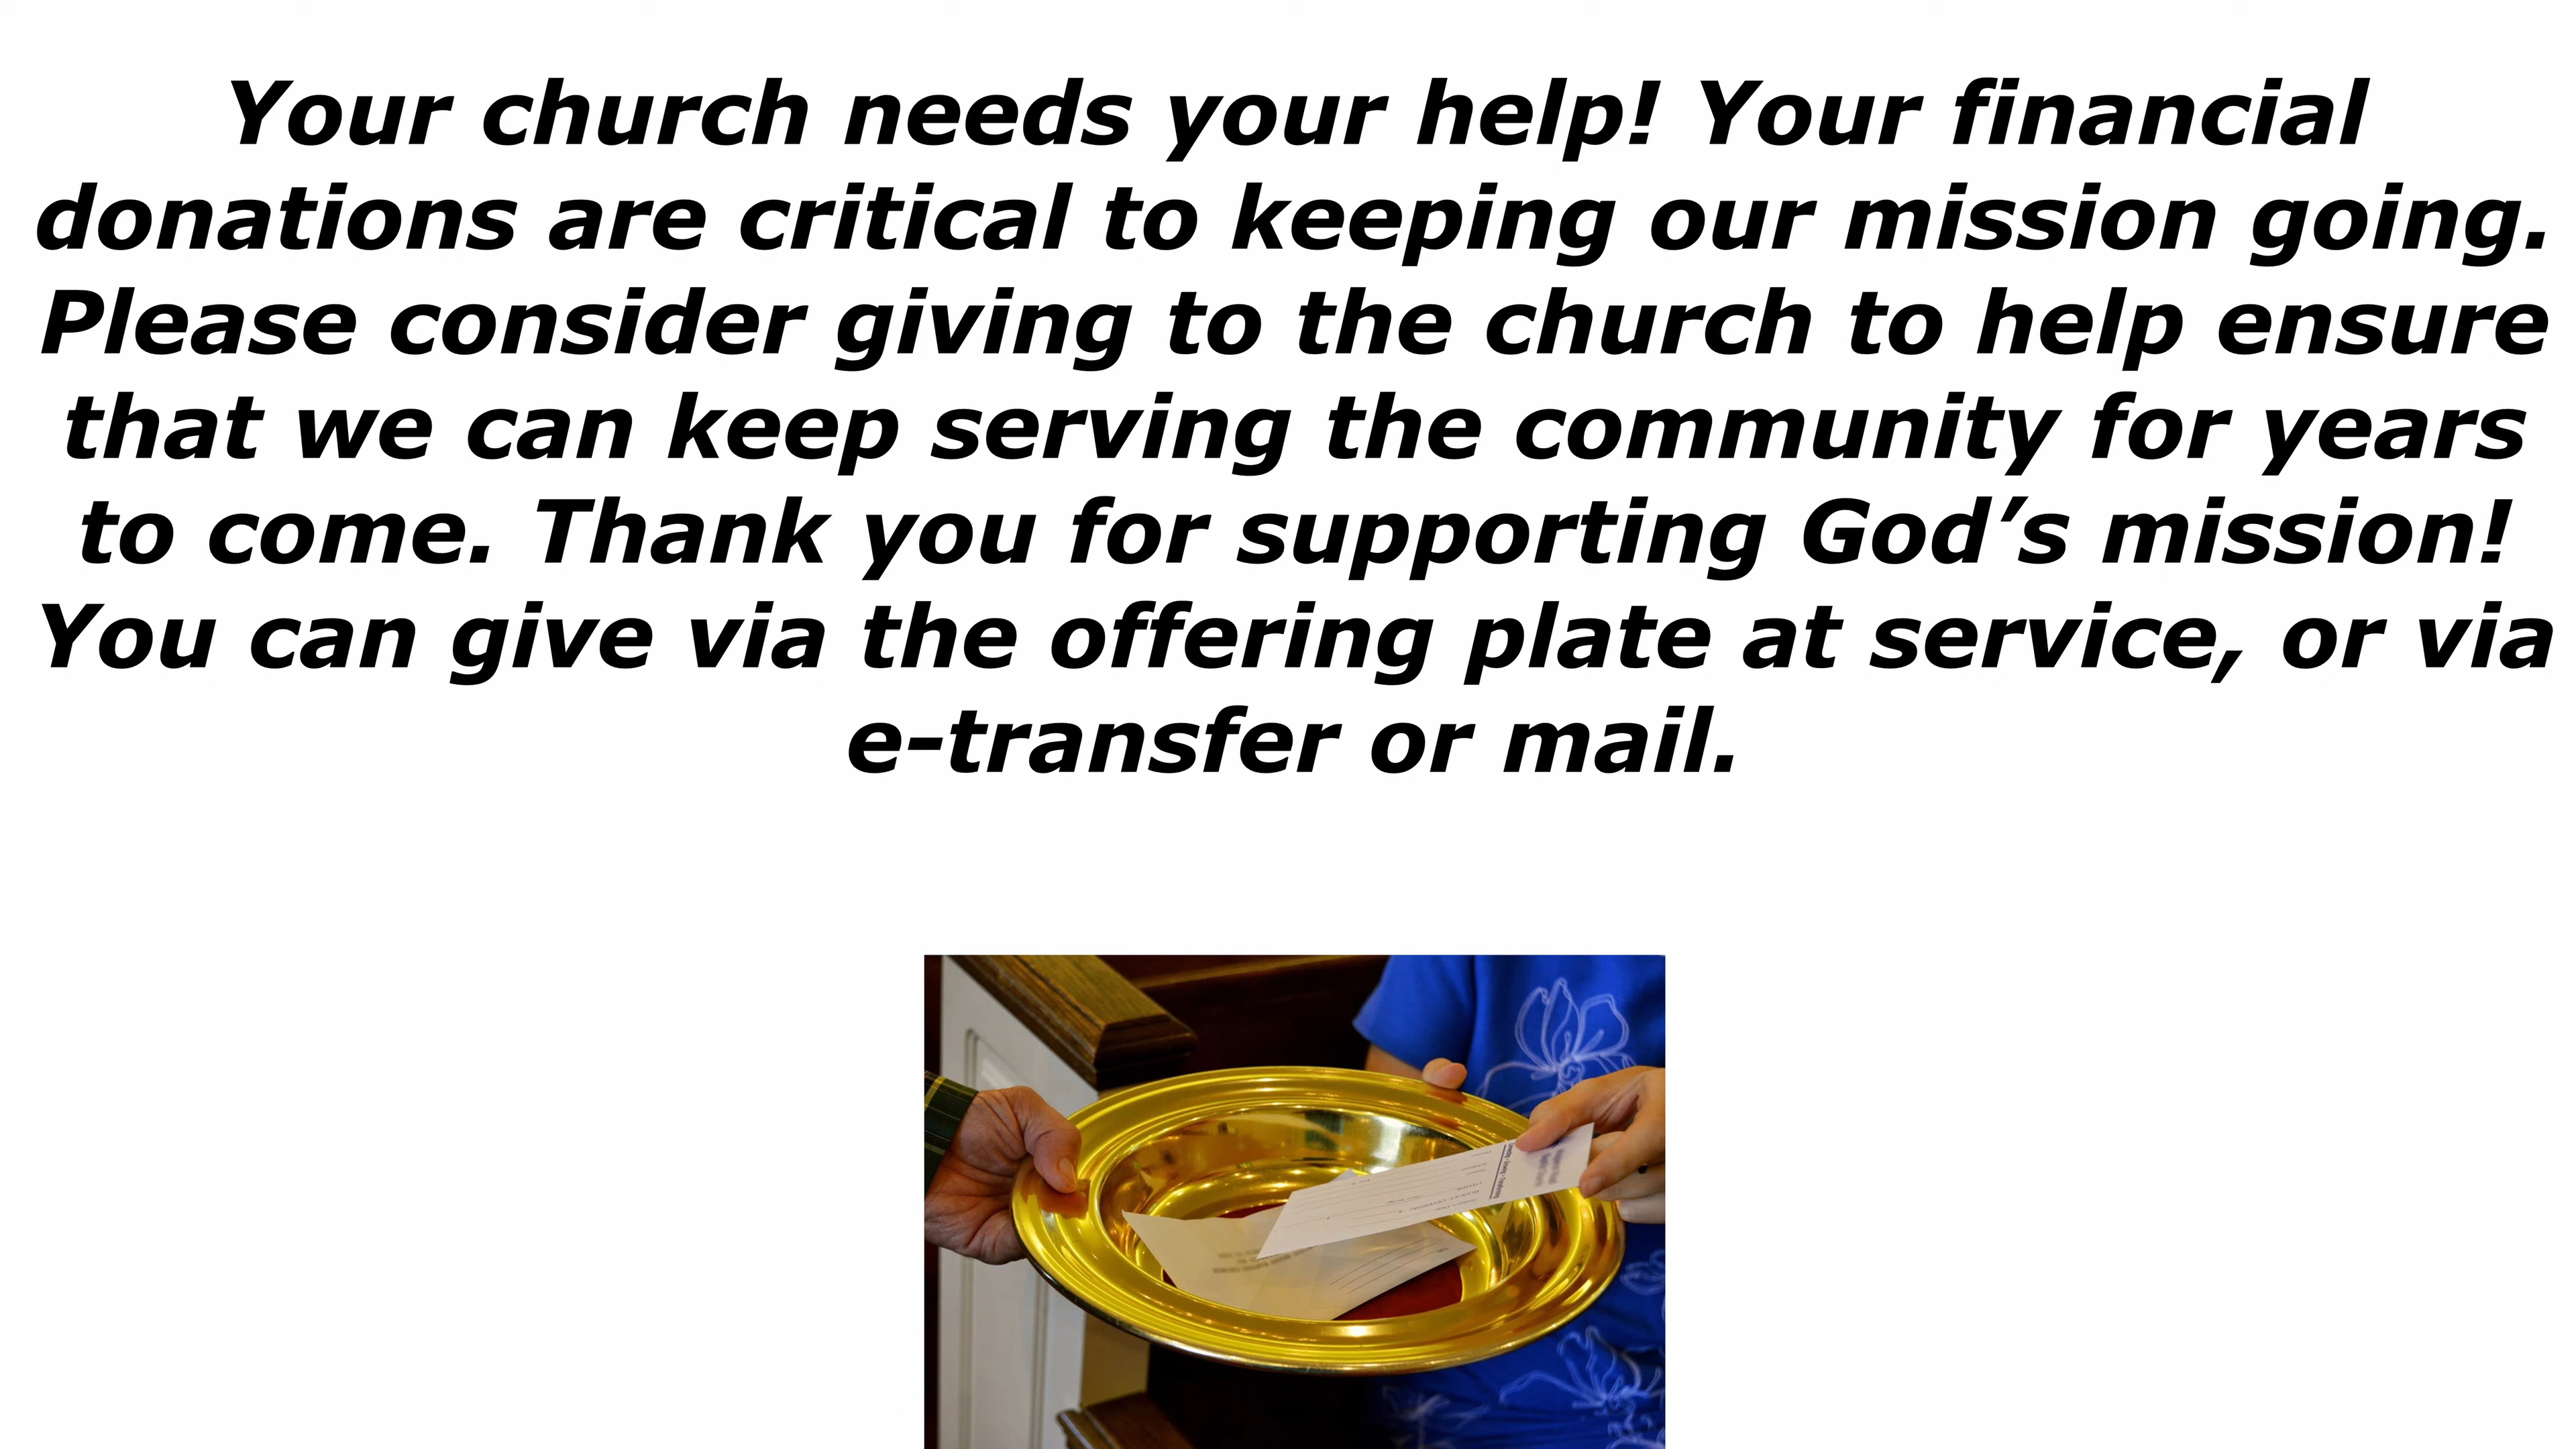 Your church needs your help! Your financial
donations are critical to keeping our mission going.
Please consider giving to the church to help ensure
that we can keep serving the community for years
to come. Thank you for supporting God’s mission!
You can give via the offering plate at service, or via
e-transfer or mail.